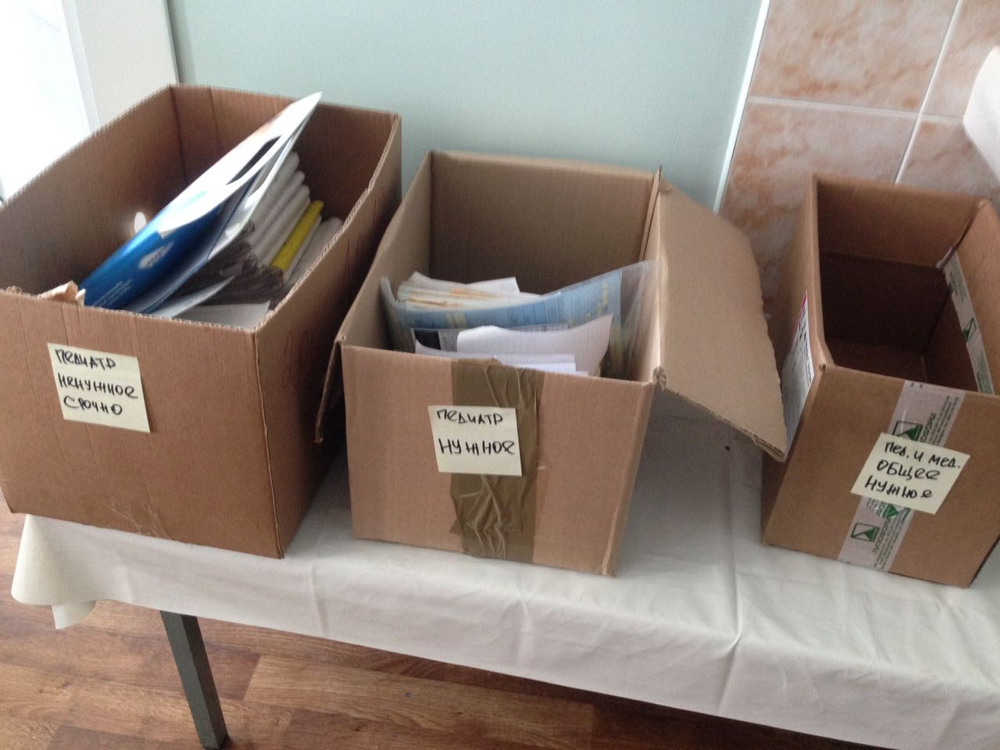 ПЕДИАТР
НЕНУЖНОЕ
СРОЧНО
ПЕДИАТР
НУЖНОЕ
ПЕД. И МЕД.
ОБЩЕЕ
НУЖНОЕ